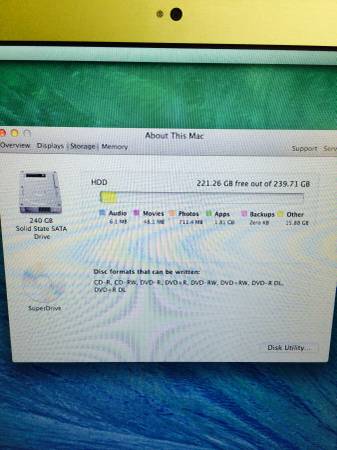 About This Mac
Overview Displays Storage Memory Support
HDD 221.26 GB free out of 239.71 GB
Audio Movies Photos Apps Backups Other
6.1 MB 48.1 MB 712.4 MB 1.81 GB Zero KB 15.88 GB
240 GB
Solid State SATA
Drive
Disc formats that can be written:
CD-R, CD-RW, DVD-R, DVD+R, DVD-RW, DVD+RW, DVD-R DL,
DVD+R DL
SuperDrive
Disk Utility...